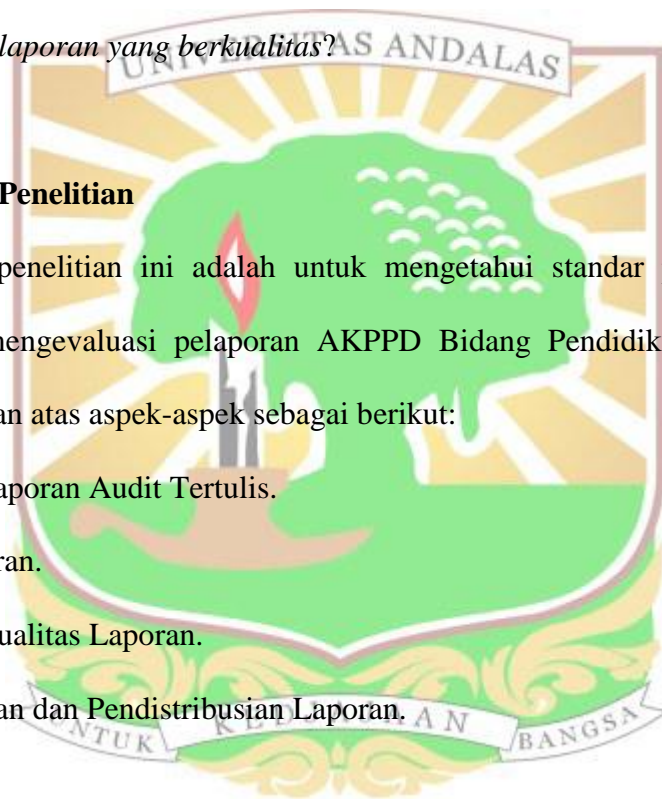 laporan yang berkualitas?
UNIVERSITAS ANDALAS
Penelitian
penelitian ini adalah untuk mengetahui standar
mengevaluasi pelaporan AKPPD Bidang Pendidik
an atas aspek-aspek sebagai berikut:
aporan Audit Tertulis.
ran.
ualitas Laporan.
an dan Pendistribusian Laporan.
UNTUK KEDJAJAAN BANGSA